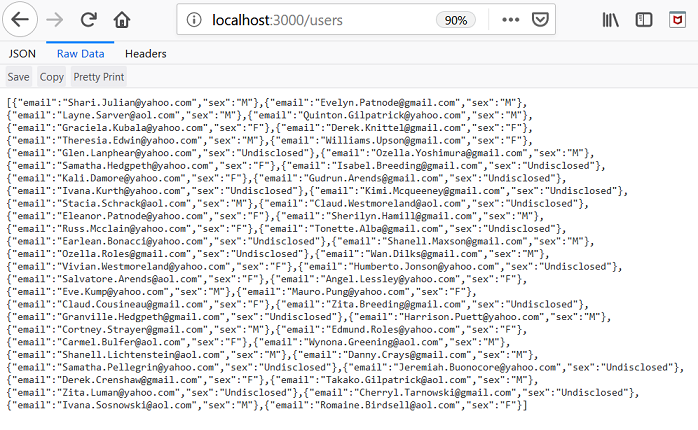 localhost:3000/users 90%
JSON Raw Data Headers
Save Copy Pretty Print
[{"email":"Shari.Julian@yahoo.com","sex":"M"},{"email":"Evelyn.Patnode@gmail.com","sex":"M"},
{"email":"Layne.Sarver@aol.com","sex":"M"},{"email":"Quinton.Gilpatrick@yahoo.com","sex":"M"},
{"email":"Graciela.Kubala@yahoo.com","sex":"F"},{"email":"Derek.Knittel@gmail.com","sex":"F"},
{"email":"Theresia.Edwin@yahoo.com","sex":"M"},{"email":"Williams.Upson@gmail.com","sex":"F"},
{"email":"Glen.Lanphear@yahoo.com","sex":"Undisclosed"},{"email":"Ozella.Yoshimura@gmail.com","sex":"M"},
{"email":"Samatha.Hedgpeth@yahoo.com","sex":"F"},{"email":"Isabel.Breeding@gmail.com","sex":"Undisclosed"},
{"email":"Kali.Damore@yahoo.com","sex":"F"},{"email":"Gudrun.Arends@gmail.com","sex":"Undisclosed"},
{"email":"Ivana.Kurth@yahoo.com","sex":"Undisclosed"},{"email":"Kimi.Mcqueeney@gmail.com","sex":"Undisclosed"},
{"email":"Stacia.Schrack@aol.com","sex":"M"},{"email":"Claud.Westmoreland@aol.com","sex":"Undisclosed"},
{"email":"Eleanor.Patnode@yahoo.com","sex":"F"},{"email":"Sherilyn.Hamill@gmail.com","sex":"M"},
{"email":"Russ.Mcclain@yahoo.com","sex":"F"},{"email":"Tonette.Alba@gmail.com","sex":"Undisclosed"},
{"email":"Earlean.Bonacci@yahoo.com","sex":"Undisclosed"},{"email":"Shanell.Maxson@gmail.com","sex":"M"},
{"email":"Ozella.Roles@gmail.com","sex":"Undisclosed"},{"email":"Wan.Dilks@gmail.com","sex":"M"},
{"email":"Vivian.Westmoreland@yahoo.com","sex":"F"},{"email":"Humberto.Jonson@yahoo.com","sex":"Undisclosed"},
{"email":"Salvatore.Arends@aol.com","sex":"F"},{"email":"Angel.Lessley@yahoo.com","sex":"F"},
{"email":"Eve.Kump@yahoo.com","sex":"M"},{"email":"Mauro.Pung@yahoo.com","sex":"F"},
{"email":"Claud.Cousineau@gmail.com","sex":"F"},{"email":"Zita.Breeding@gmail.com","sex":"Undisclosed"},
{"email":"Granville.Hedgpeth@gmail.com","sex":"Undisclosed"},{"email":"Harrison.Puett@yahoo.com","sex":"M"},
{"email":"Cortney.Strayer@gmail.com","sex":"M"},{"email":"Edmund.Roles@yahoo.com","sex":"F"},
{"email":"Carmel.Bulfer@aol.com","sex":"F"},{"email":"Wynona.Greening@aol.com","sex":"M"},
{"email":"Shanell.Lichtenstein@aol.com","sex":"M"},{"email":"Danny.Crays@gmail.com","sex":"M"},
{"email":"Samatha.Pellegrin@yahoo.com","sex":"Undisclosed"},{"email":"Jeremiah.Buonocore@yahoo.com","sex":"Undisclosed"},
{"email":"Derek.Crenshaw@gmail.com","sex":"F"},{"email":"Takako.Gilpatrick@aol.com","sex":"M"},
{"email":"Zita.Luman@yahoo.com","sex":"Undisclosed"},{"email":"Cherryl.Tarnowski@gmail.com","sex":"Undisclosed"},
{"email":"Ivana.Sosnowski@aol.com","sex":"M"},{"email":"Romaine.Birdsell@aol.com","sex":"F"}]